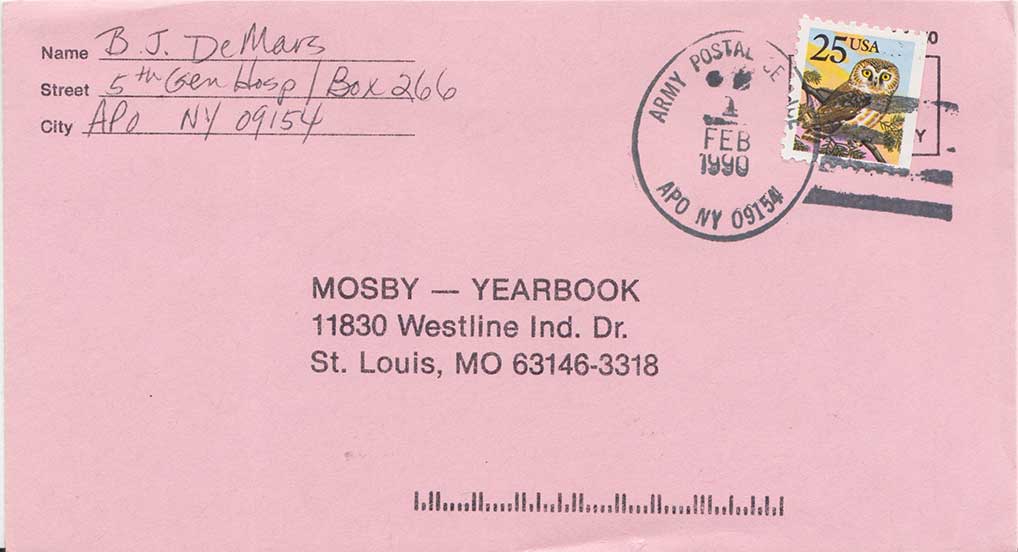 Name B. J. DeMars
Street 5th Gen Hosp / Box 266
City APO NY 09154
ARMY POSTAL
1
FEB
1990
APO NY 09154
25 USA
MOSBY — YEARBOOK
11830 Westline Ind. Dr.
St. Louis, MO 63146-3318